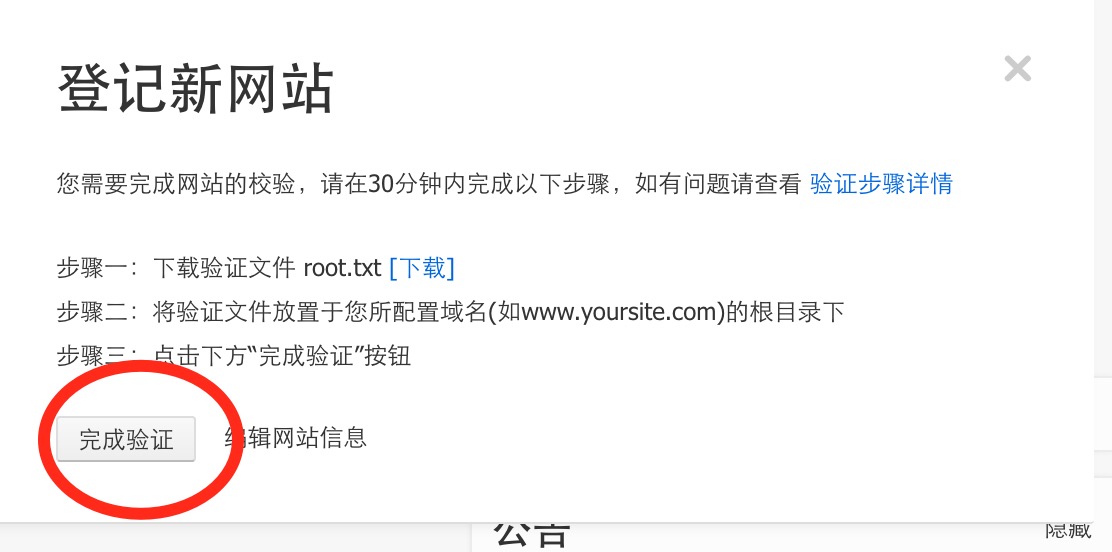 登记新网站
您需要完成网站的校验，请在30分钟内完成以下步骤，如有问题请查看 验证步骤详情
步骤一：下载验证文件 root.txt [下载]
步骤二：将验证文件放置于您所配置域名(如www.yoursite.com)的根目录下
步骤三：点击下方“完成验证”按钮
完成验证 编辑网站信息
公告 隐藏